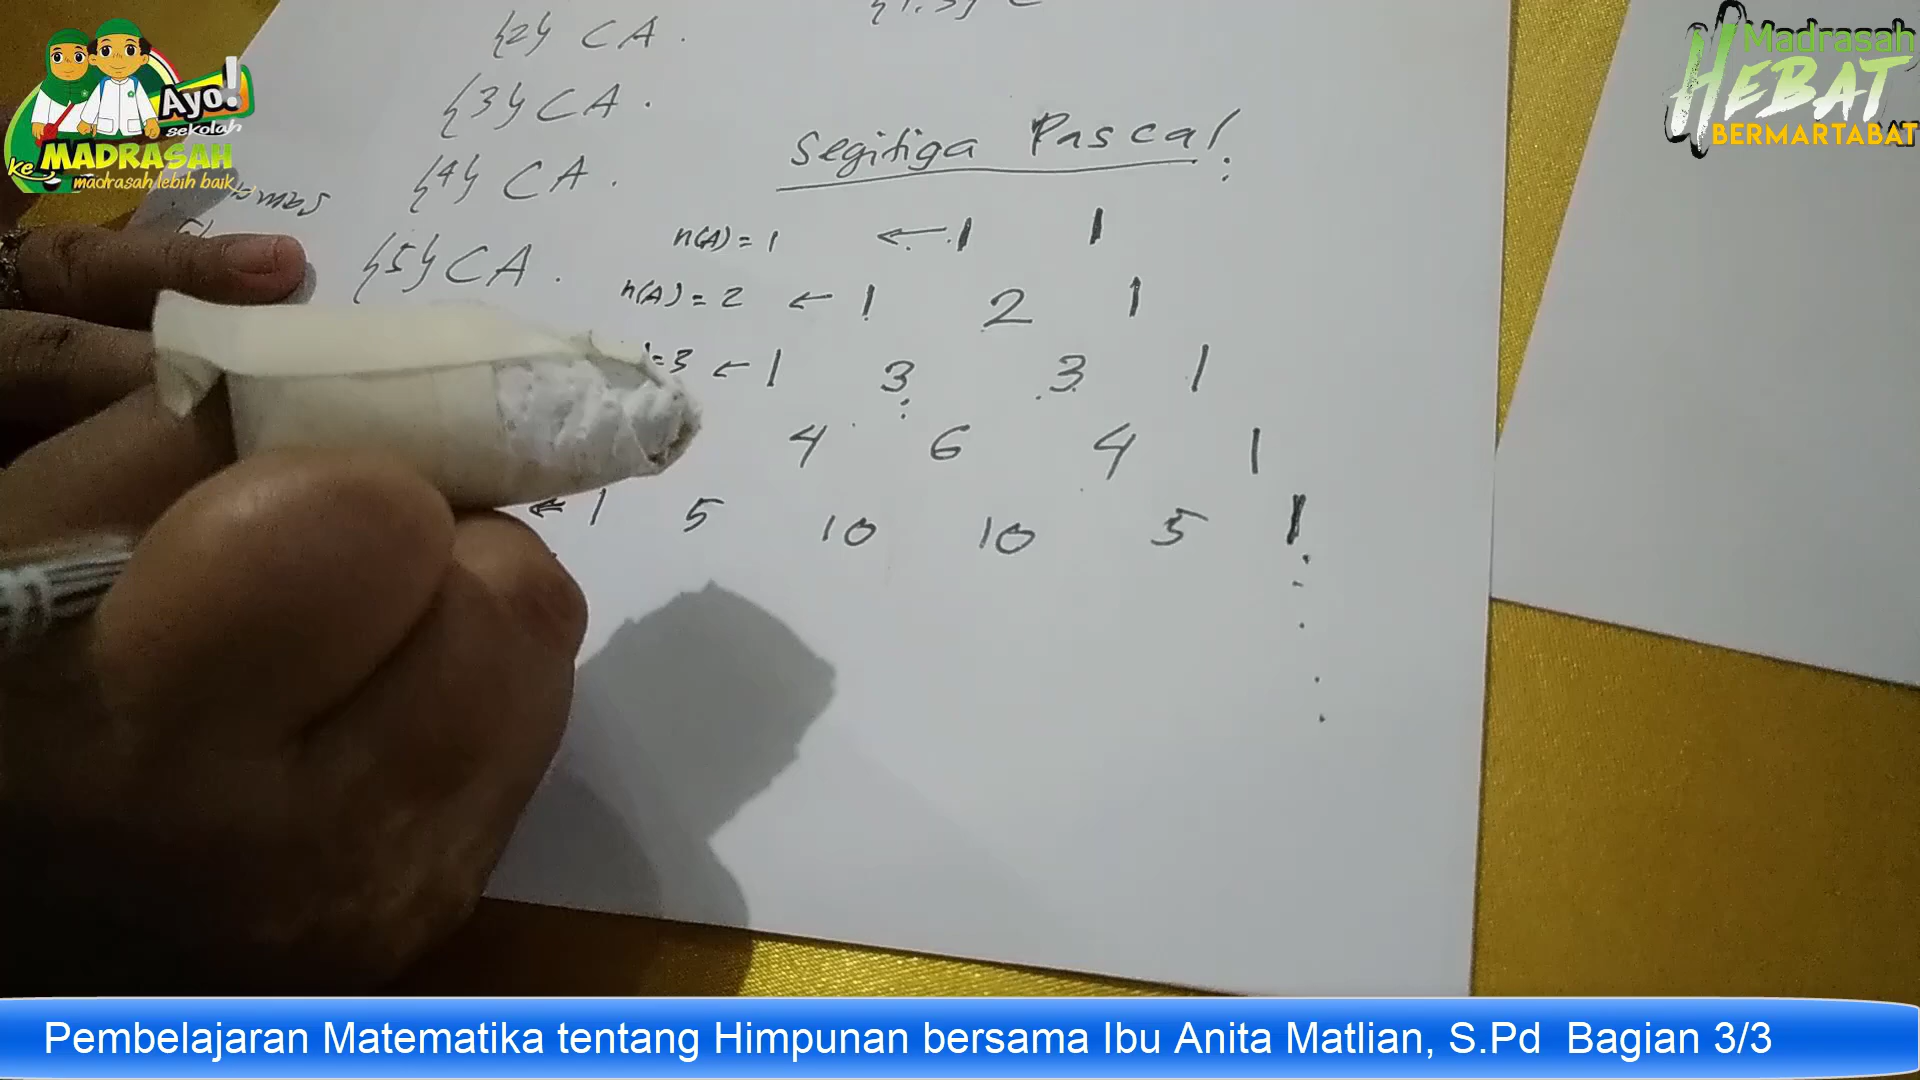 Ayo!
sekolah
ke
MADRASAH
madrasah lebih baik
Madrasah
HEBAT
BERMARTABAT
{2} ⊂ A .
{3} ⊂ A .
{4} ⊂ A .
{5} ⊂ A .
Segitiga Pascal :
n(A) = 1 ← 1 1
n(A) = 2 ← 1 2 1
= 3 ← 1 3 3 1
4 6 4 1
← 1 5 10 10 5 1
Pembelajaran Matematika tentang Himpunan bersama Ibu Anita Matlian, S.Pd Bagian 3/3